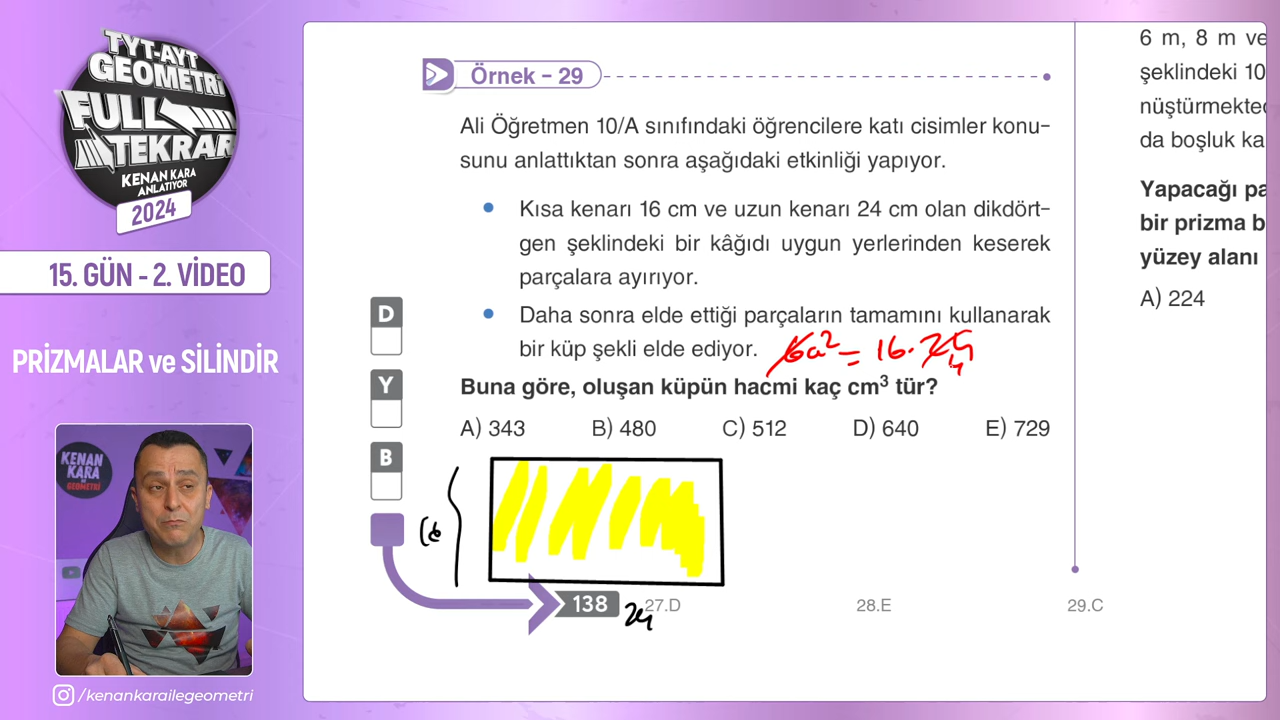 TYT-AYT
GEOMETRİ
FULL
TEKRAR
KENAN KARA
ANLATIYOR
2024
15. GÜN - 2. VİDEO
PRİZMALAR ve SİLİNDİR
KENAN
KARA
GEOMETRİ
/kenankarailegeometri
Örnek – 29
Ali Öğretmen 10/A sınıfındaki öğrencilere katı cisimler konu-
sunu anlattıktan sonra aşağıdaki etkinliği yapıyor.
• Kısa kenarı 16 cm ve uzun kenarı 24 cm olan dikdört-
gen şeklindeki bir kâğıdı uygun yerlerinden keserek
parçalara ayırıyor.
• Daha sonra elde ettiği parçaların tamamını kullanarak
bir küp şekli elde ediyor.
6a² = 16.24
4
Buna göre, oluşan küpün hacmi kaç cm³ tür?
A) 343 B) 480 C) 512 D) 640 E) 729
D
Y
B
16
24
138
27.D 28.E 29.C
6 m, 8 m ve
şeklindeki 10
nüştürmekte
da boşluk ka
Yapacağı pa
bir prizma b
yüzey alanı
A) 224